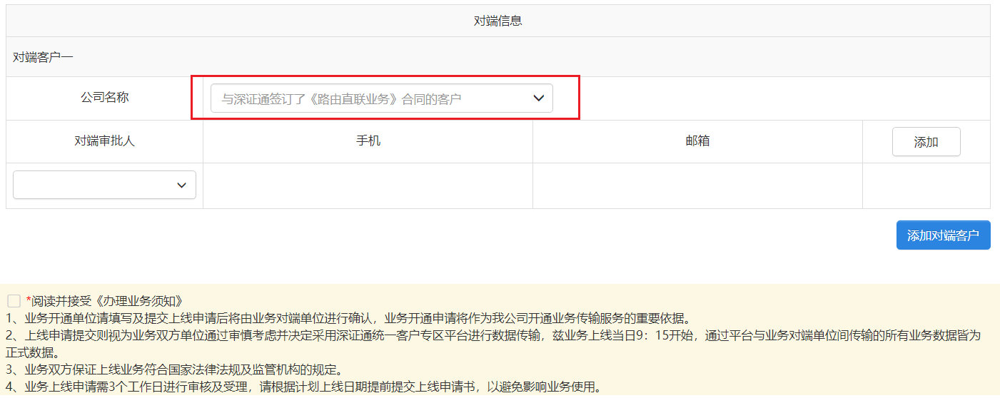 对端信息
对端客户一
公司名称
与深证通签订了《路由直联业务》合同的客户
对端审批人 手机 邮箱 添加
添加对端客户
*阅读并接受《办理业务须知》
1、业务开通单位请填写及提交上线申请后将由业务对端单位进行确认，业务开通申请将作为我公司开通业务传输服务的重要依据。
2、上线申请提交则视为业务双方单位通过审慎考虑并决定采用深证通统一客户专区平台进行数据传输，兹业务上线当日9：15开始，通过平台与业务对端单位间传输的所有业务数据皆为
正式数据。
3、业务双方保证上线业务符合国家法律法规及监管机构的规定。
4、业务上线申请需3个工作日进行审核及受理，请根据计划上线日期提前提交上线申请书，以避免影响业务使用。